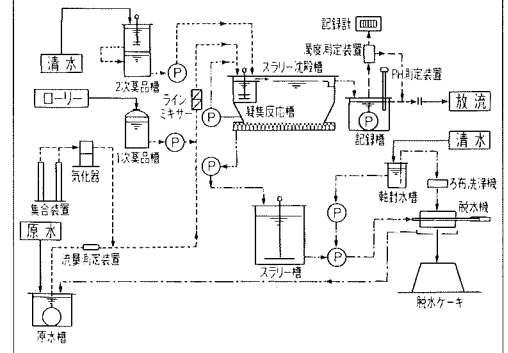 記録計
濁度測定装置
清水
2次薬品槽
P
ライン
ミキサー
スラリー沈殿槽
PH測定装置
放流
ローリー
凝集反応槽
P
P
記録槽
清水
1次薬品槽
P
気化器
軸封水槽
ろ布洗浄機
脱水機
集合装置
P
原水
流量測定装置
P
P
スラリー槽
脱水ケーキ
原水槽